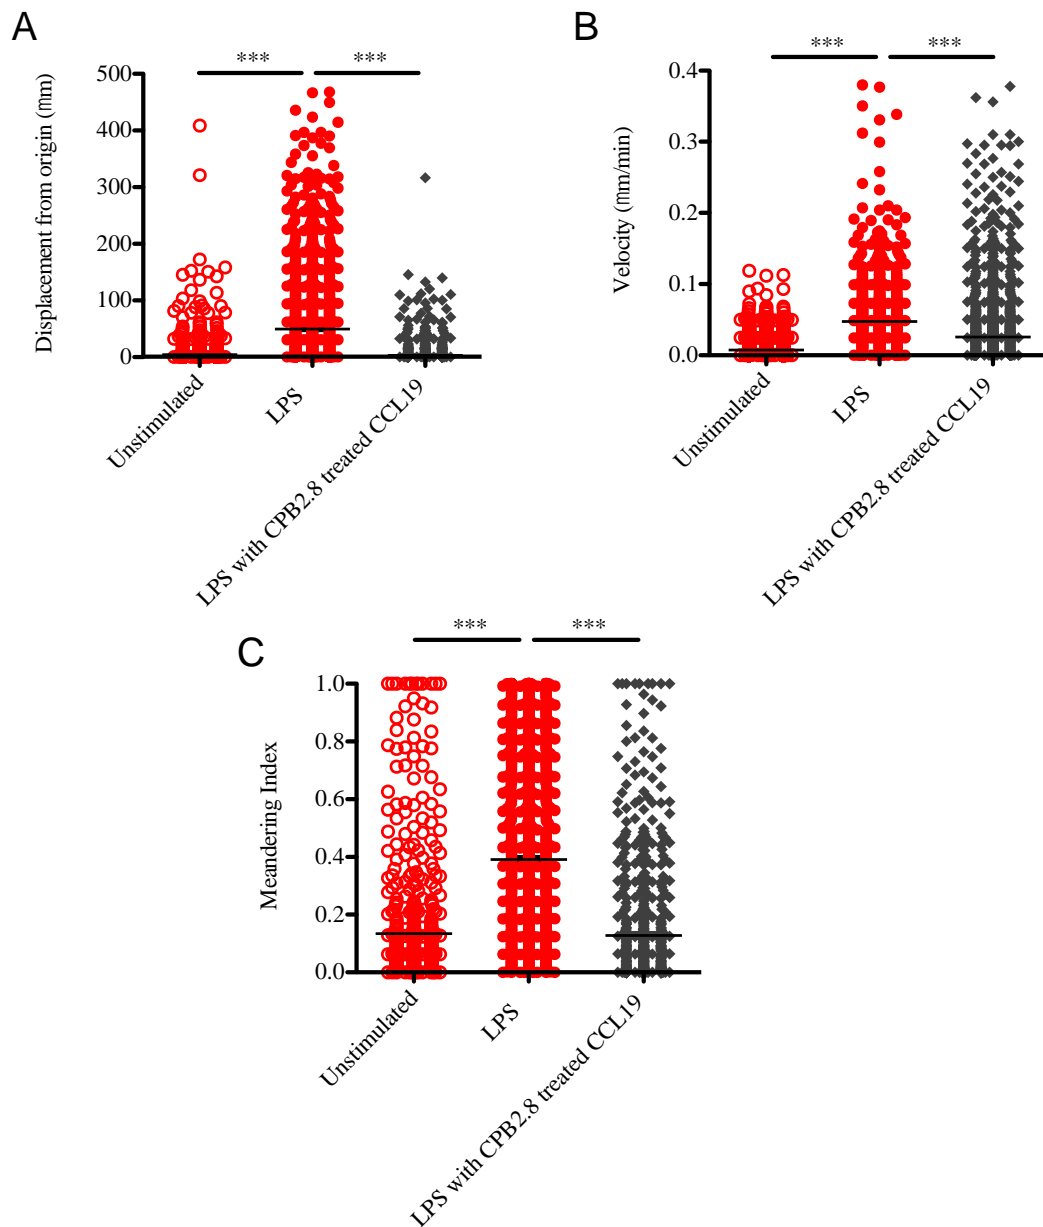 A
Displacement from origin (mm)
*** ***
500
400
300
200
100
0
Unstimulated
LPS
LPS with CPB2.8 treated CCL19
B
Velocity (mm/min)
*** ***
0.4
0.3
0.2
0.1
0.0
Unstimulated
LPS
LPS with CPB2.8 treated CCL19
C
Meandering Index
*** ***
1.0
0.8
0.6
0.4
0.2
0.0
Unstimulated
LPS
LPS with CPB2.8 treated CCL19